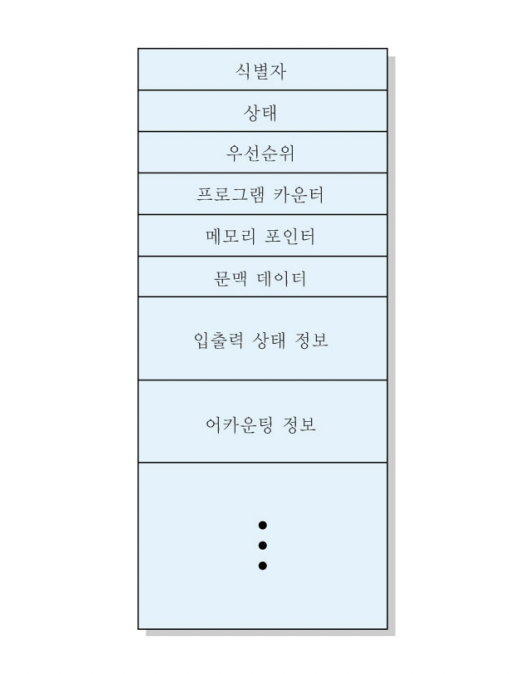 식별자
상태
우선순위
프로그램 카운터
메모리 포인터
문맥 데이터
입출력 상태 정보
어카운팅 정보